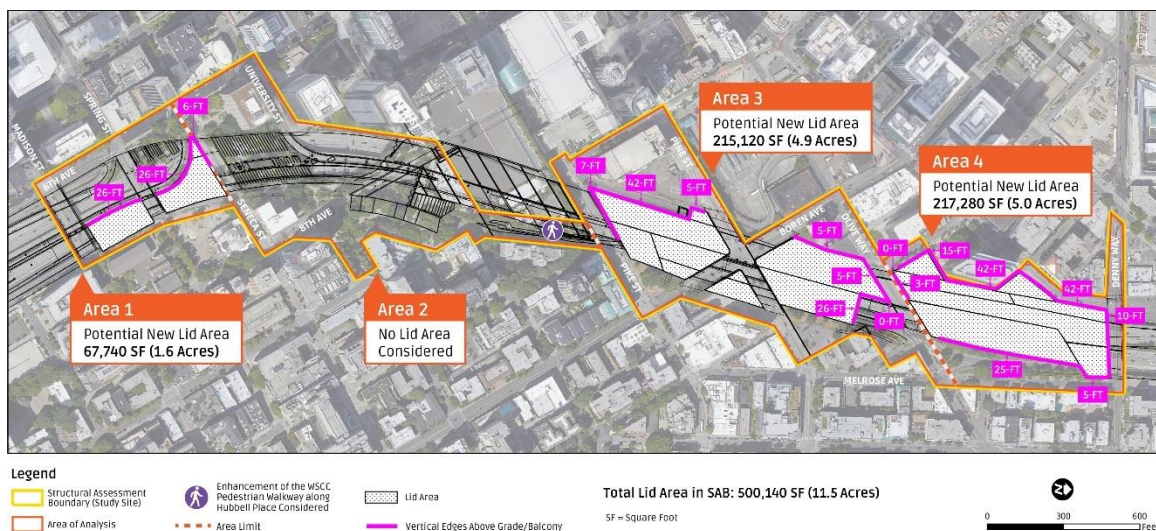 MADISON ST
SPRING ST
UNIVERSITY ST
6TH AVE
6-FT
26-FT
26-FT
SENECA ST
8TH AVE
Area 1
Potential New Lid Area
67,740 SF (1.6 Acres)
Area 2
No Lid Area
Considered
7-FT
42-FT
5-FT
PIKE ST
PINE ST
Area 3
Potential New Lid Area
215,120 SF (4.9 Acres)
BOREN AVE
5-FT
OLIVE WAY
5-FT
26-FT
0-FT
0-FT
Area 4
Potential New Lid Area
217,280 SF (5.0 Acres)
15-FT
3-FT
42-FT
42-FT
10-FT
DENNY WAY
25-FT
5-FT
MELROSE AVE
Legend
Structural Assessment
Boundary (Study Site)
Area of Analysis
Enhancement of the WSCC
Pedestrian Walkway along
Hubbell Place Considered
Area Limit
Lid Area
Vertical Edges Above Grade/Balcony
Total Lid Area in SAB: 500,140 SF (11.5 Acres)
SF = Square Foot
N
0 300 600
Feet